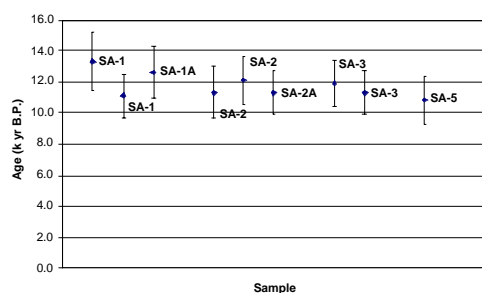 16.0
14.0
12.0
10.0
8.0
6.0
4.0
2.0
0.0
Age (k yr B.P.)
SA-1
SA-1
SA-1A
SA-2
SA-2
SA-2A
SA-3
SA-3
SA-5
Sample